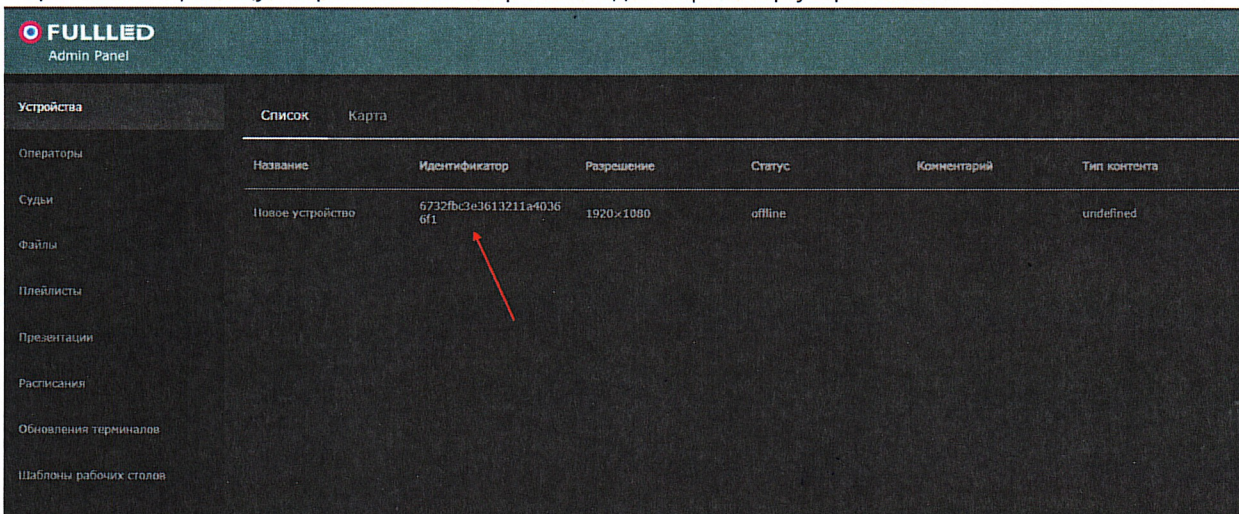 FULLLED
Admin Panel
Устройства
Список Карта
Операторы
Название Идентификатор Разрешение Статус Комментарий Тип контента
Судьи
Новое устройство 6732fbc3e3613211a4036 1920×1080 offline undefined
6f1
Файлы
Плейлисты
Презентации
Расписания
Обновления терминалов
Шаблоны рабочих столов